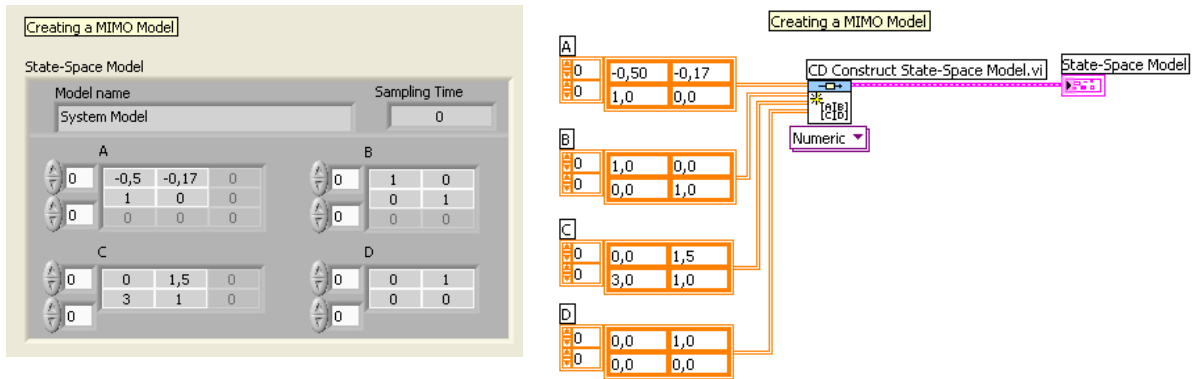 Creating a MIMO Model
State-Space Model
Model name Sampling Time
System Model 0
A B
0 -0,5 -0,17 0 0 1 0
1 0 0 0 1
0 0 0 0 0 0 0
C D
0 0 1,5 0 0 0 1
3 1 0 0 0
0 0
Creating a MIMO Model
A
0 -0,50 -0,17
0 1,0 0,0
CD Construct State-Space Model.vi State-Space Model
[A|B]
[C|D]
Numeric
B
0 1,0 0,0
0 0,0 1,0
C
0 0,0 1,5
0 3,0 1,0
D
0 0,0 1,0
0 0,0 0,0